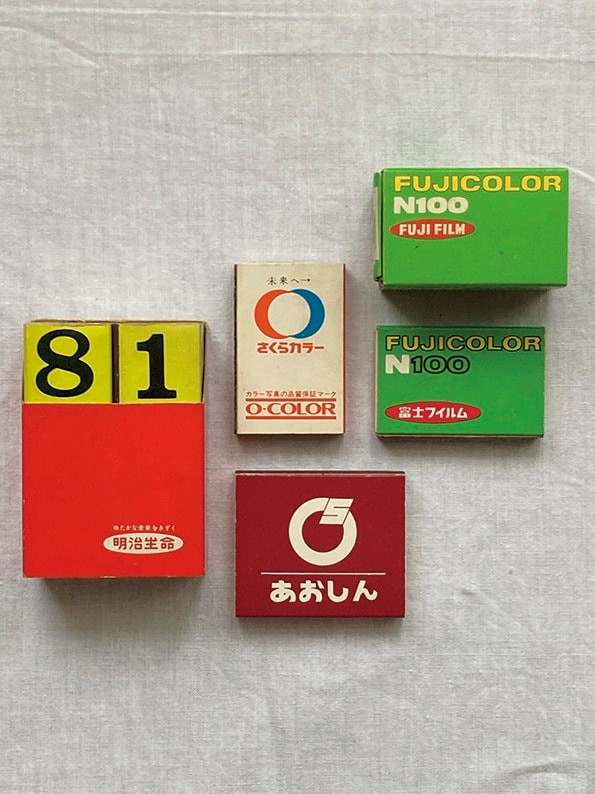 FUJICOLOR
N100
FUJI FILM
未来へ→
さくらカラー
カラー写真の品質保証マーク
O-COLOR
FUJICOLOR
N100
富士フイルム
8 1
ゆたかな未来をきずく
明治生命
S
あおしん